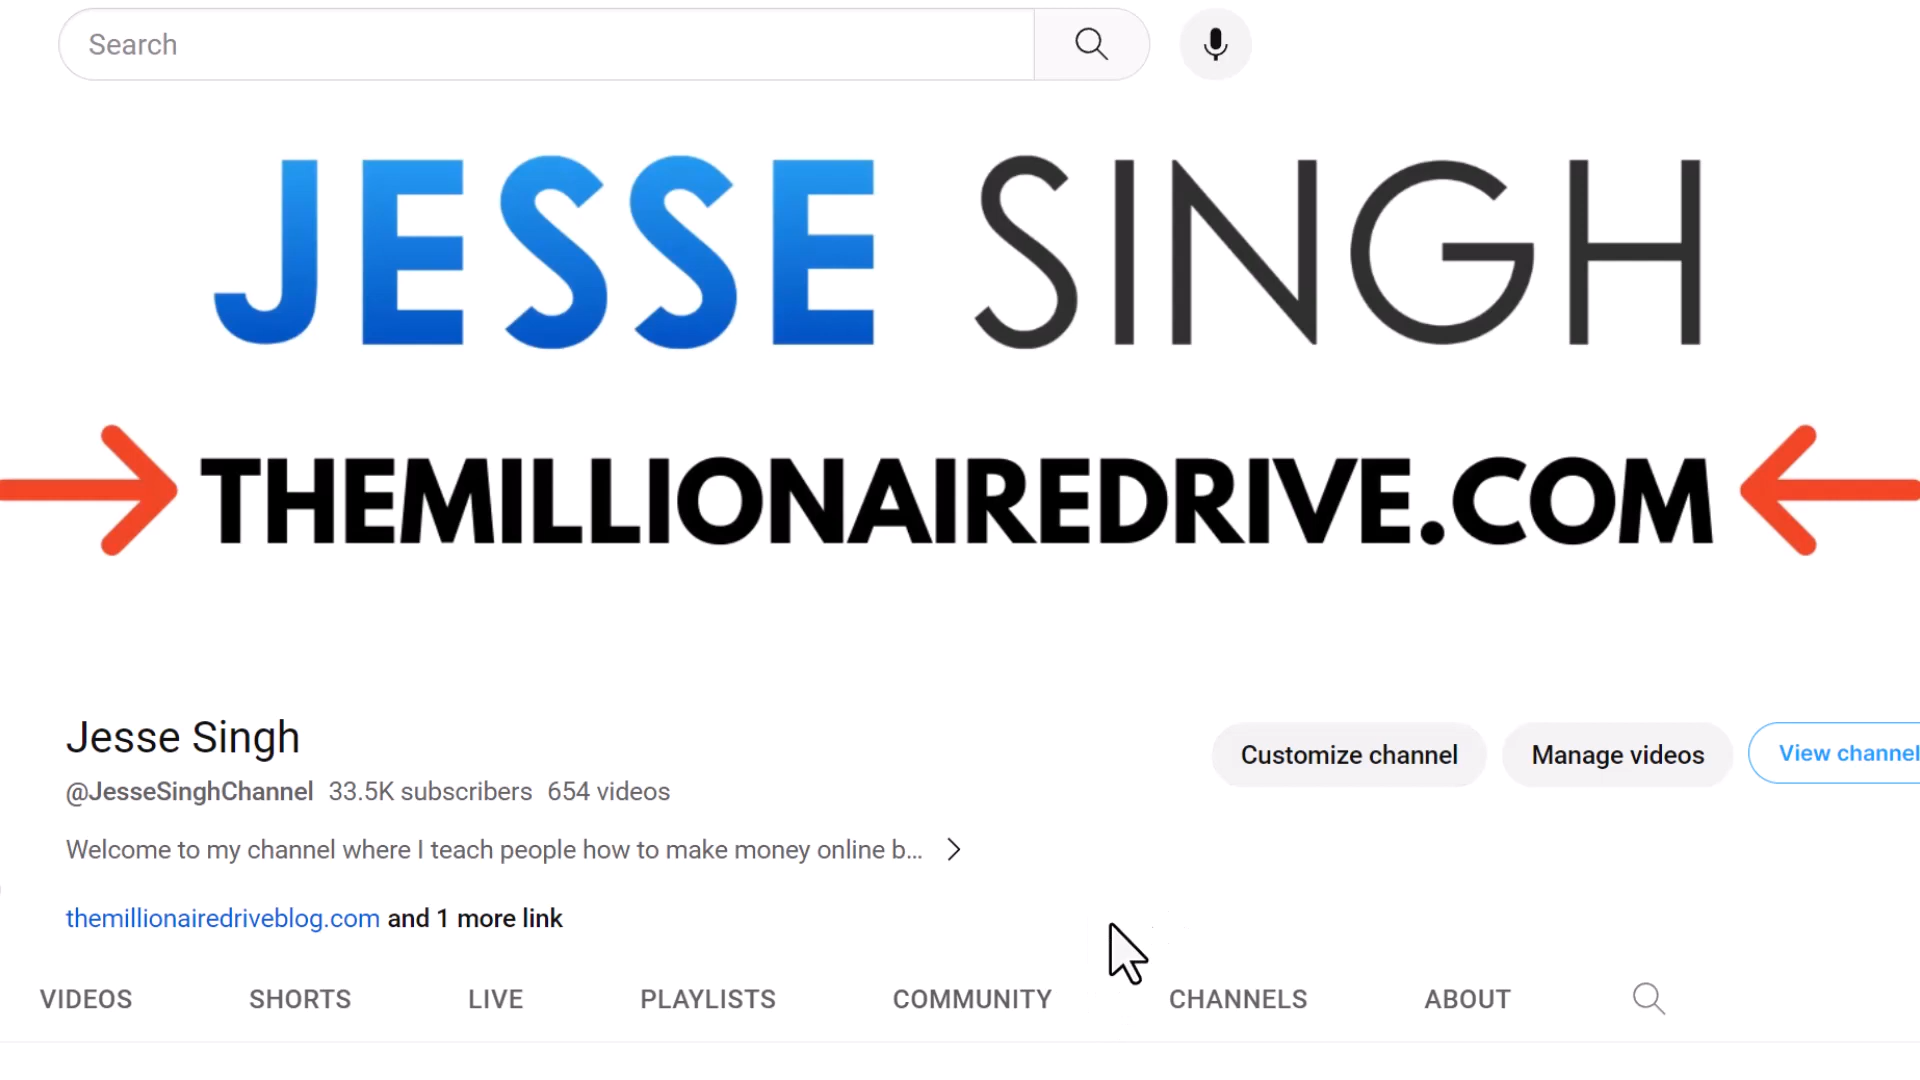 Search
JESSE SINGH
THEMILLIONAIREDRIVE.COM
Jesse Singh
@JesseSinghChannel 33.5K subscribers 654 videos
Customize channel Manage videos View channel
Welcome to my channel where I teach people how to make money online b...
themillionairedriveblog.com and 1 more link
VIDEOS SHORTS LIVE PLAYLISTS COMMUNITY CHANNELS ABOUT